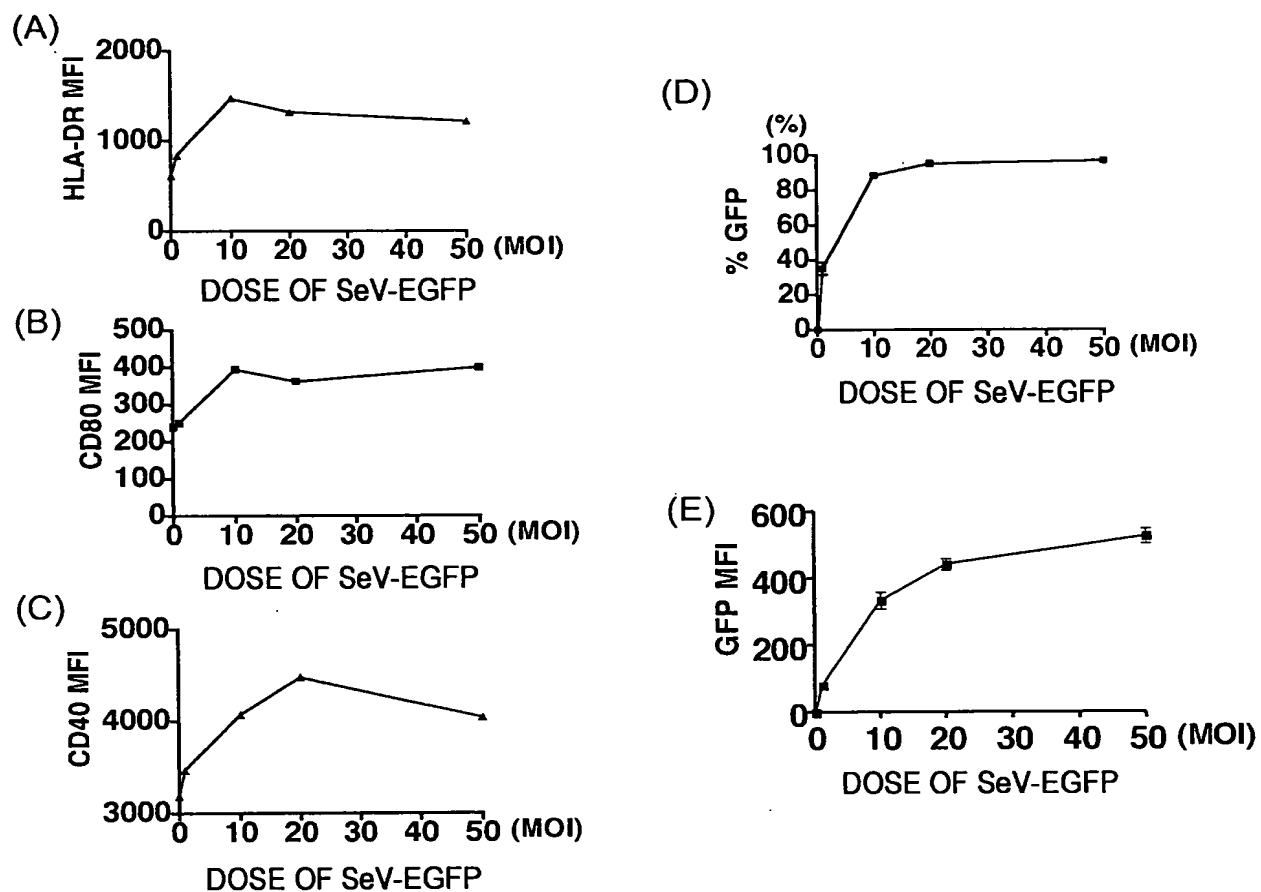 (A)
HLA-DR MFI
2000
1000
0
0 10 20 30 40 50 (MOI)
DOSE OF SeV-EGFP
(B)
CD80 MFI
500
400
300
200
100
0
0 10 20 30 40 50 (MOI)
DOSE OF SeV-EGFP
(C)
CD40 MFI
5000
4000
3000
0 10 20 30 40 50 (MOI)
DOSE OF SeV-EGFP
(D)
(%)
% GFP
100
80
60
40
20
0
0 10 20 30 40 50 (MOI)
DOSE OF SeV-EGFP
(E)
GFP MFI
600
400
200
0
0 10 20 30 40 50 (MOI)
DOSE OF SeV-EGFP